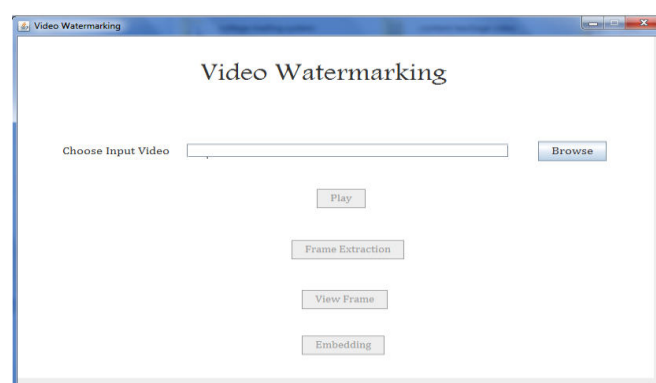 Video Watermarking
Video Watermarking
Choose Input Video Browse
Play
Frame Extraction
View Frame
Embedding